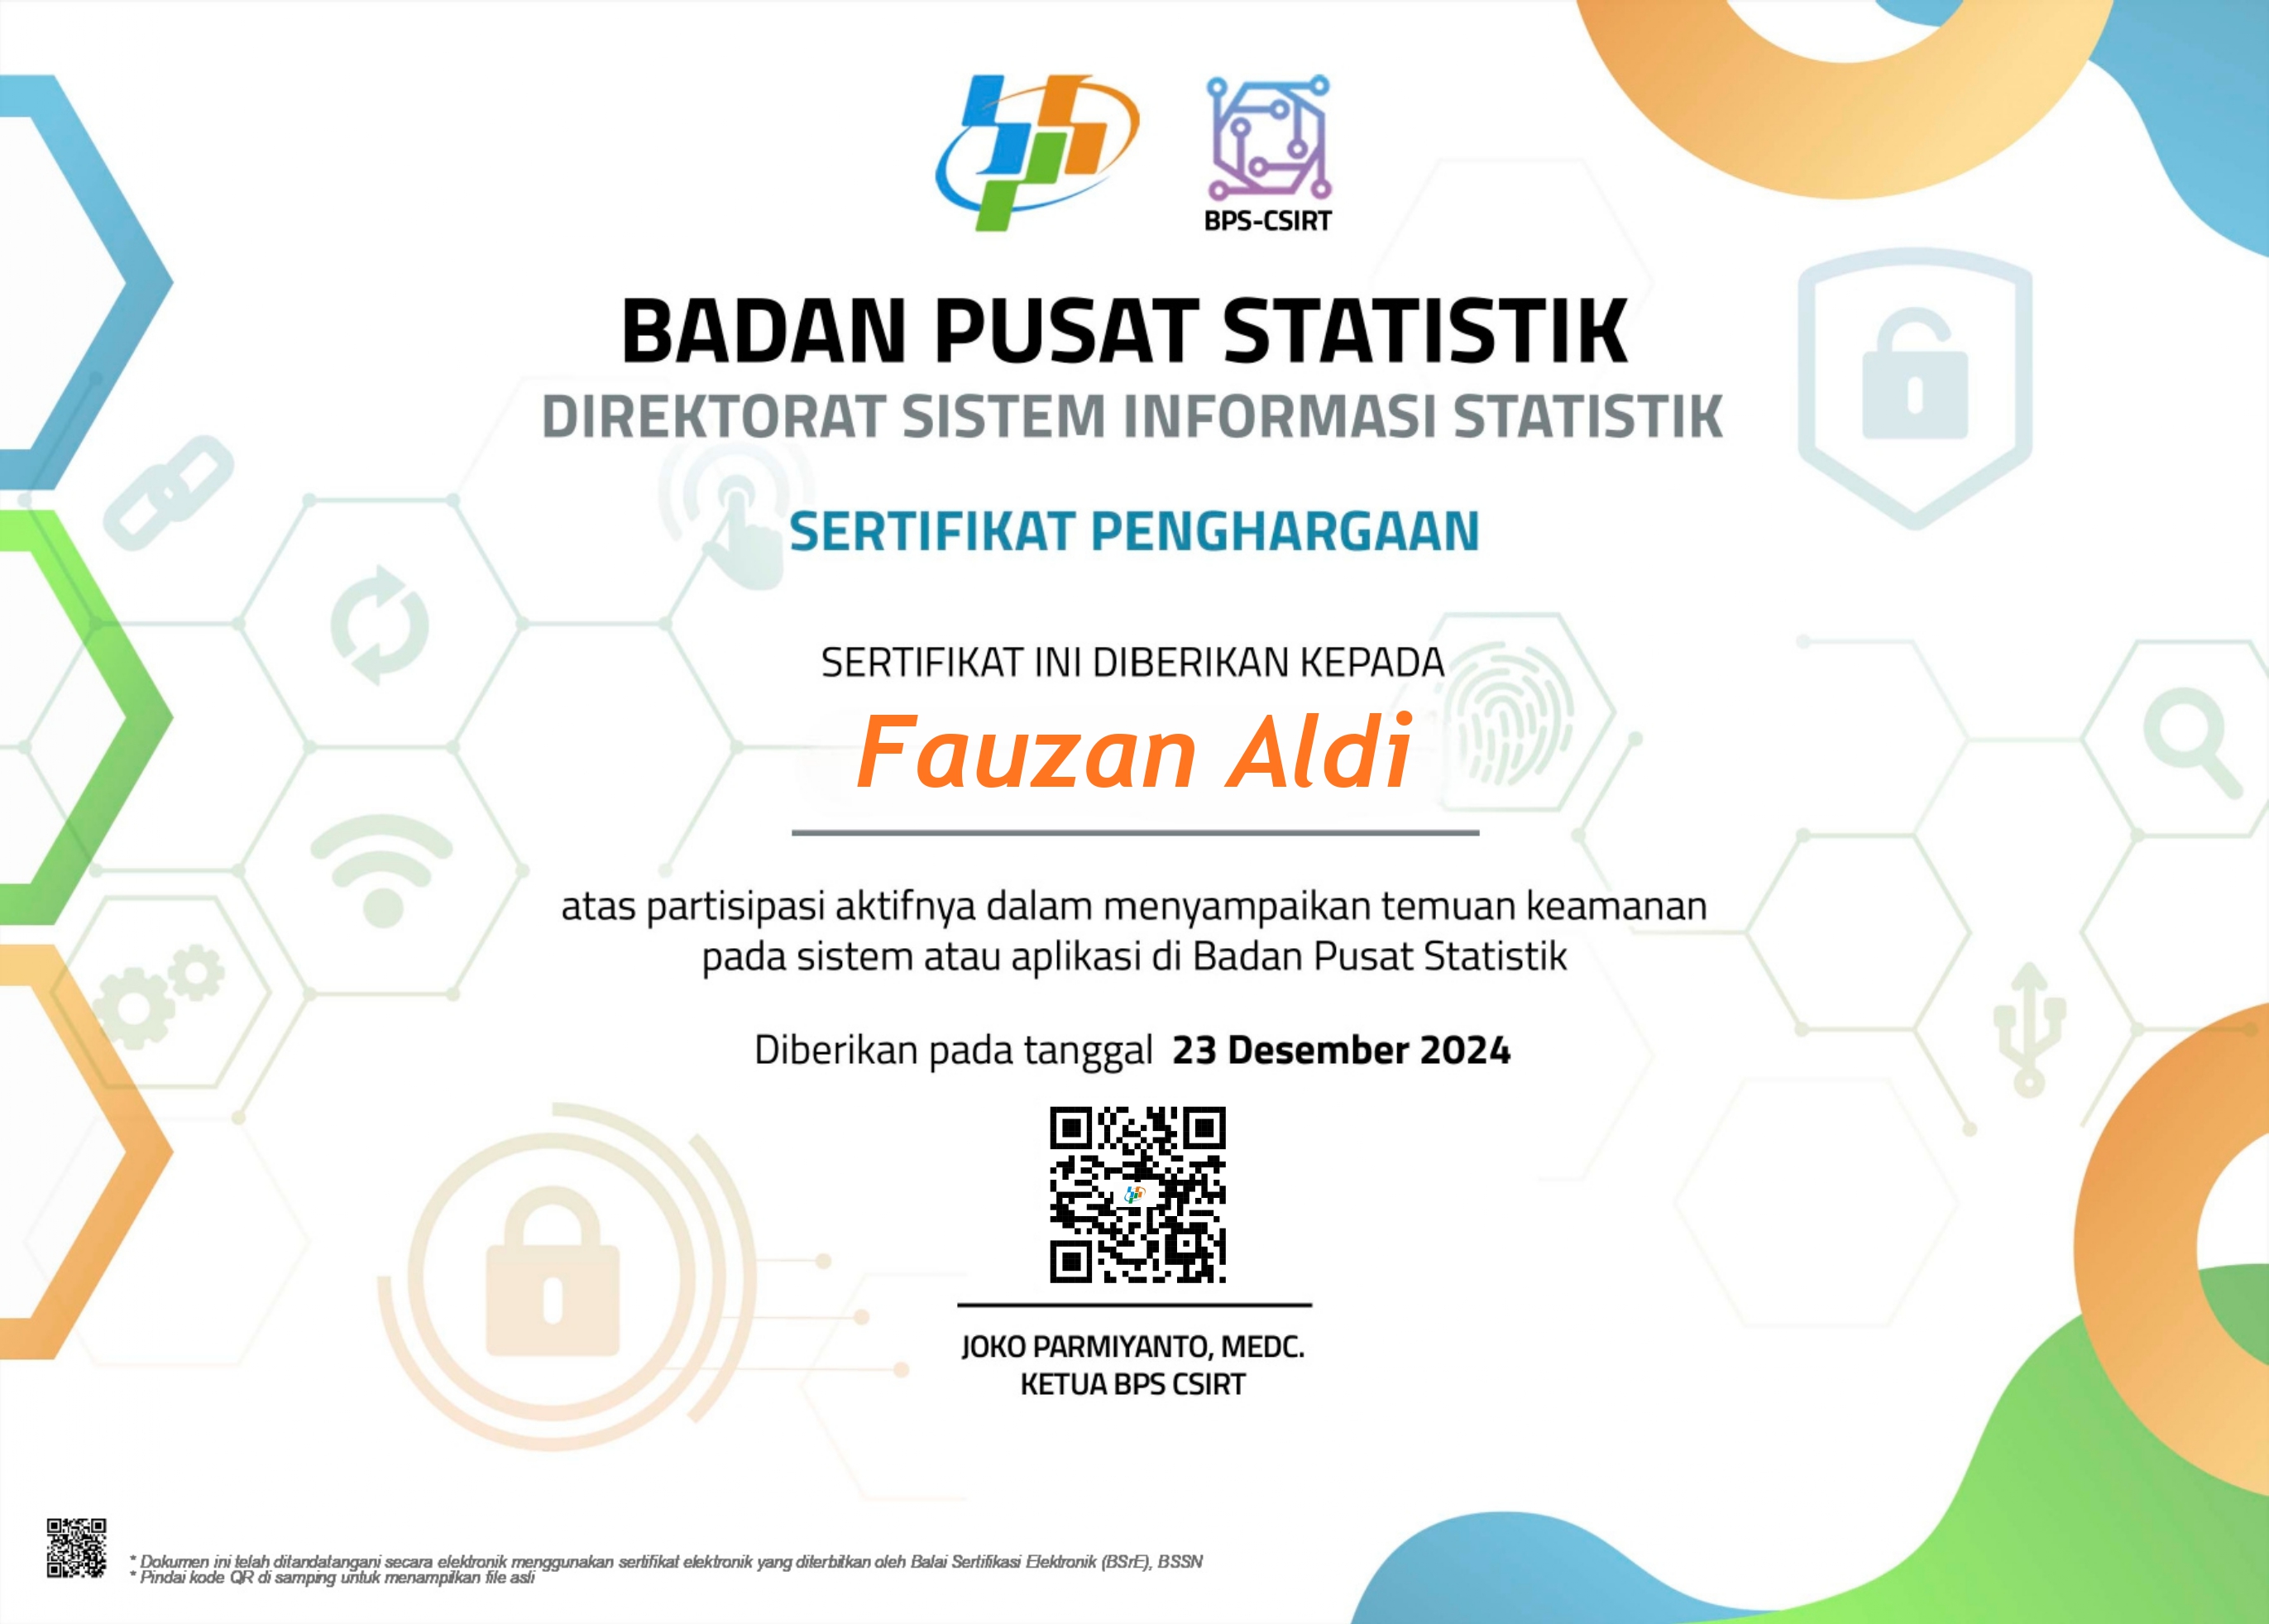 BPS-CSIRT
BADAN PUSAT STATISTIK
DIREKTORAT SISTEM INFORMASI STATISTIK
SERTIFIKAT PENGHARGAAN
SERTIFIKAT INI DIBERIKAN KEPADA
Fauzan Aldi
atas partisipasi aktifnya dalam menyampaikan temuan keamanan
pada sistem atau aplikasi di Badan Pusat Statistik
Diberikan pada tanggal 23 Desember 2024
JOKO PARMIYANTO, MEDC.
KETUA BPS CSIRT
* Dokumen ini telah ditandatangani secara elektronik menggunakan sertifikat elektronik yang diterbitkan oleh Balai Sertifikasi Elektronik (BSrE), BSSN
* Pindai kode QR di samping untuk menampilkan file asli